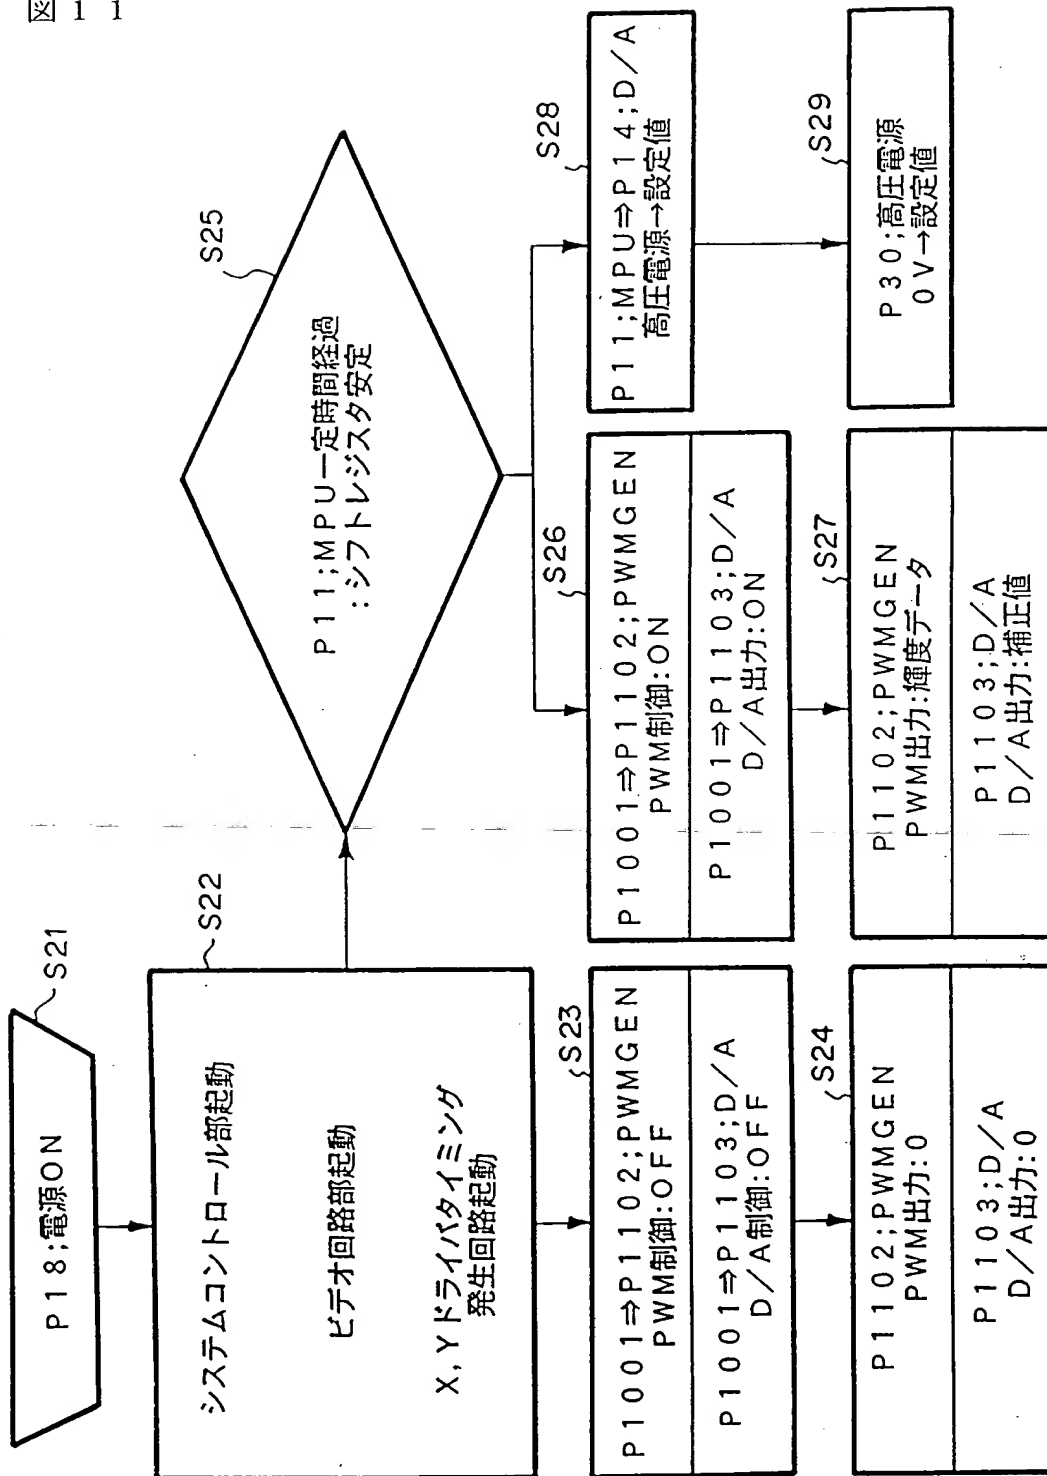 図11
P18;電源ON
S21
システムコントロール部起動
ビデオ回路部起動
X,Yドライバタイミング
発生回路起動
S22
P1001⇒P1102;PWMGEN
PWM制御:OFF
P1001⇒P1103;D/A
D/A制御:OFF
S23
P1102;PWMGEN
PWM出力:0
P1103;D/A
D/A出力:0
S24
P11;MPU一定時間経過
:シフトレジスタ安定
S25
P1001⇒P1102;PWMGEN
PWM制御:ON
P1001⇒P1103;D/A
D/A出力:ON
S26
P1102;PWMGEN
PWM出力:輝度データ
P1103;D/A
D/A出力:補正値
S27
P11;MPU⇒P14;D/A
高圧電源→設定値
S28
P30;高圧電源
0V→設定値
S29